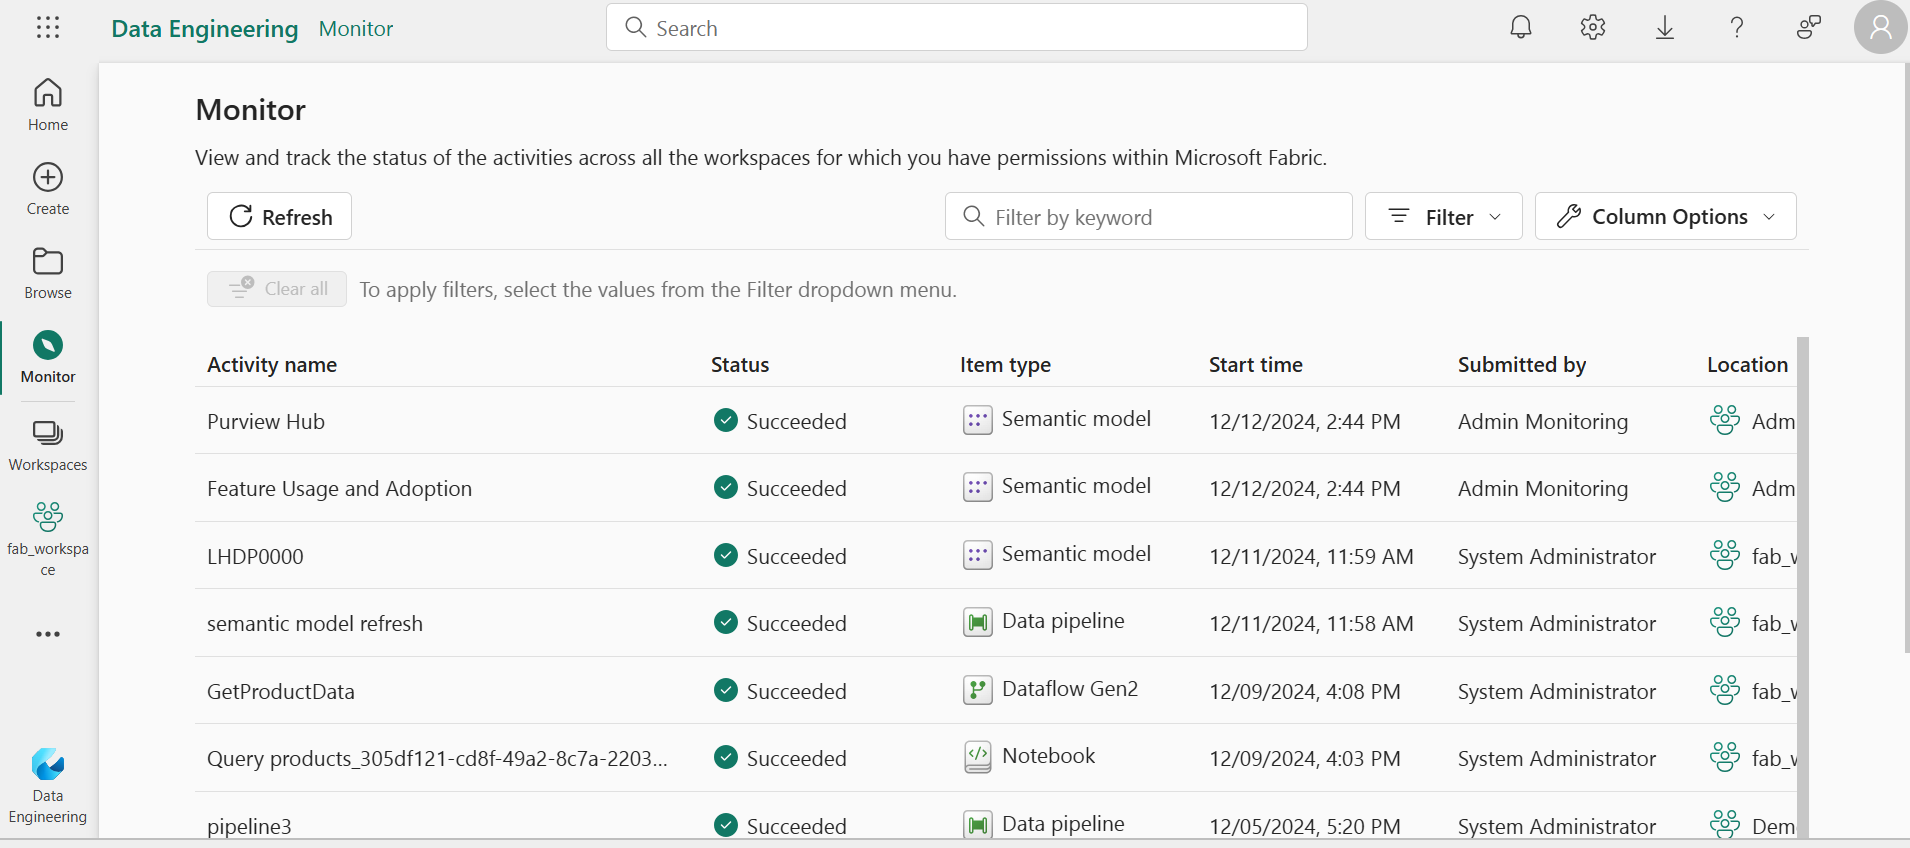 Data Engineering Monitor Search
Home
Create
Browse
Monitor
Workspaces
fab_workspa
ce
Data
Engineering
Monitor
View and track the status of the activities across all the workspaces for which you have permissions within Microsoft Fabric.
Refresh Filter by keyword Filter Column Options
Clear all To apply filters, select the values from the Filter dropdown menu.
Activity name Status Item type Start time Submitted by Location
Purview Hub Succeeded Semantic model 12/12/2024, 2:44 PM Admin Monitoring Adm
Feature Usage and Adoption Succeeded Semantic model 12/12/2024, 2:44 PM Admin Monitoring Adm
LHDP0000 Succeeded Semantic model 12/11/2024, 11:59 AM System Administrator fab_w
semantic model refresh Succeeded Data pipeline 12/11/2024, 11:58 AM System Administrator fab_w
GetProductData Succeeded Dataflow Gen2 12/09/2024, 4:08 PM System Administrator fab_w
Query products_305df121-cd8f-49a2-8c7a-2203... Succeeded Notebook 12/09/2024, 4:03 PM System Administrator fab_w
pipeline3 Succeeded Data pipeline 12/05/2024, 5:20 PM System Administrator Dem